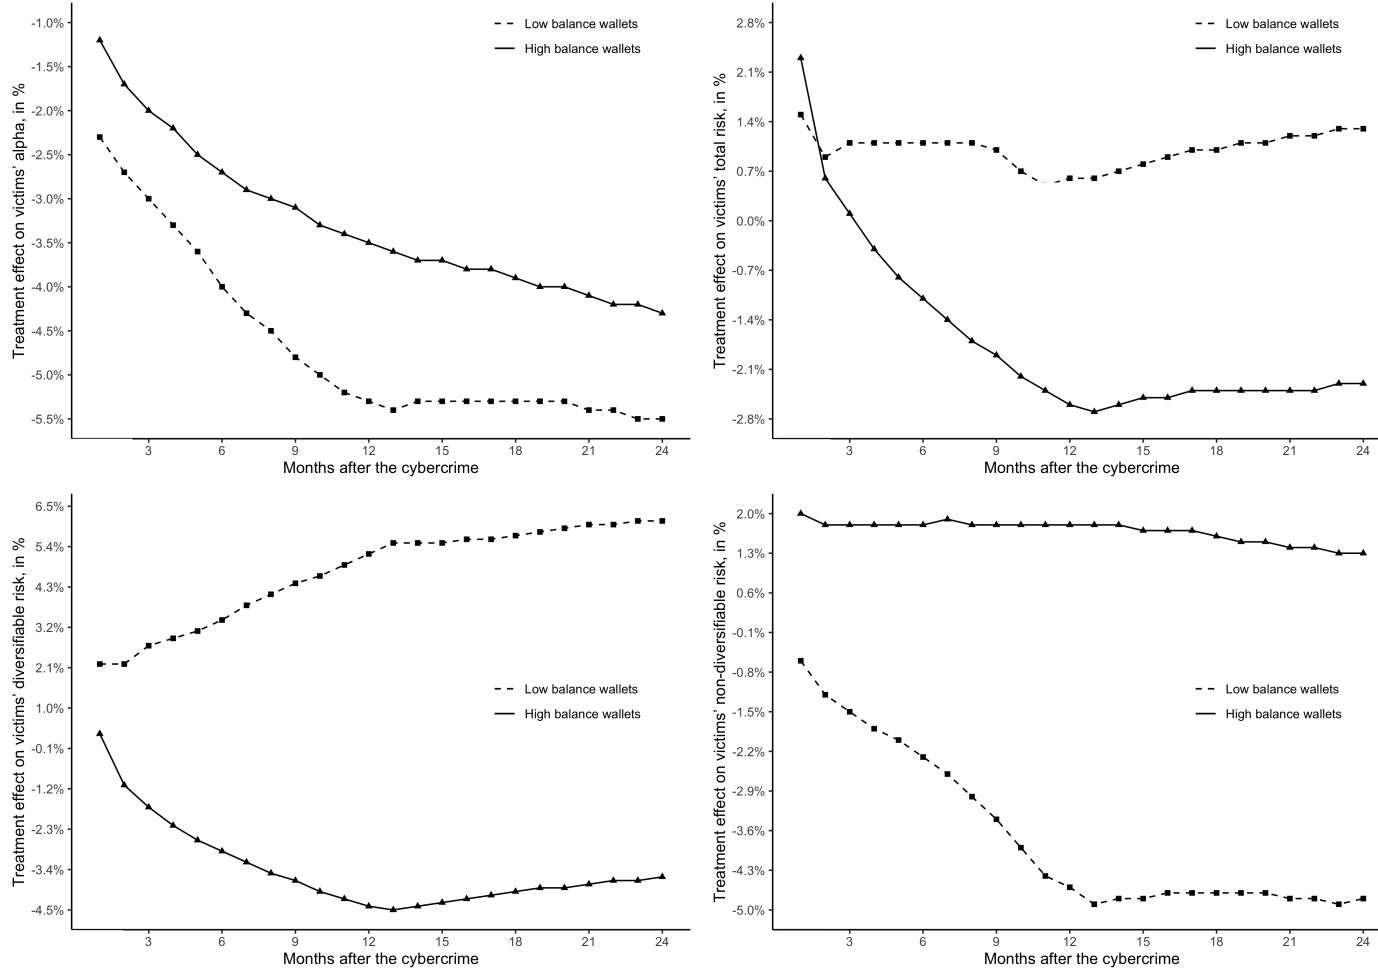 Treatment effect on victims' alpha, in %
-1.0%
-1.5%
-2.0%
-2.5%
-3.0%
-3.5%
-4.0%
-4.5%
-5.0%
-5.5%
Low balance wallets
High balance wallets
3 6 9 12 15 18 21 24
Months after the cybercrime
Treatment effect on victims' total risk, in %
2.8%
2.1%
1.4%
0.7%
0.0%
-0.7%
-1.4%
-2.1%
-2.8%
Low balance wallets
High balance wallets
3 6 9 12 15 18 21 24
Months after the cybercrime
Treatment effect on victims' diversifiable risk, in %
6.5%
5.4%
4.3%
3.2%
2.1%
1.0%
-0.1%
-1.2%
-2.3%
-3.4%
-4.5%
Low balance wallets
High balance wallets
3 6 9 12 15 18 21 24
Months after the cybercrime
Treatment effect on victims' non-diversifiable risk, in %
2.0%
1.3%
0.6%
-0.1%
-0.8%
-1.5%
-2.2%
-2.9%
-3.6%
-4.3%
-5.0%
Low balance wallets
High balance wallets
3 6 9 12 15 18 21 24
Months after the cybercrime